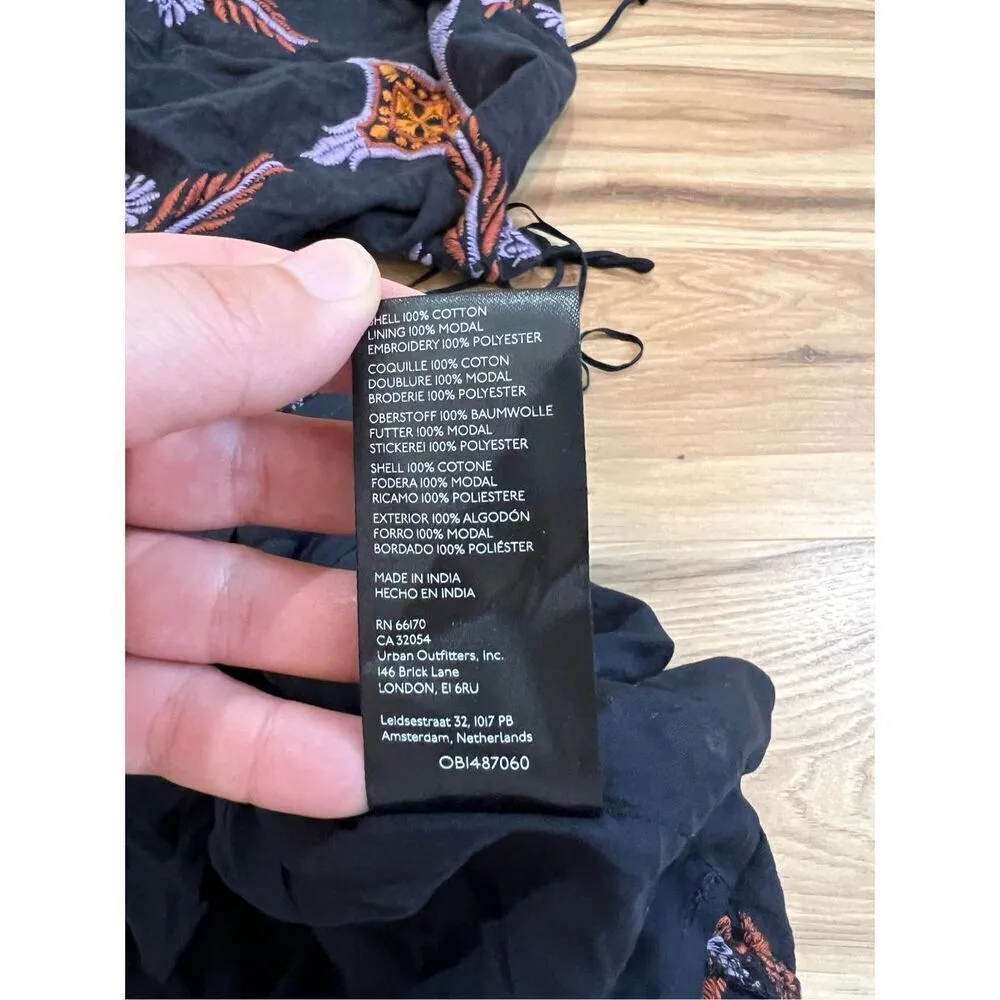 SHELL 100% COTTON
LINING 100% MODAL
EMBROIDERY 100% POLYESTER
COQUILLE 100% COTON
DOUBLURE 100% MODAL
BRODERIE 100% POLYESTER
OBERSTOFF 100% BAUMWOLLE
FUTTER 100% MODAL
STICKEREI 100% POLYESTER
SHELL 100% COTONE
FODERA 100% MODAL
RICAMO 100% POLIESTERE
EXTERIOR 100% ALGODÓN
FORRO 100% MODAL
BORDADO 100% POLIÉSTER
MADE IN INDIA
HECHO EN INDIA
RN 66170
CA 32054
Urban Outfitters, Inc.
146 Brick Lane
LONDON, E1 6RU
Leidsestraat 32, 1017 PB
Amsterdam, Netherlands
OB1487060